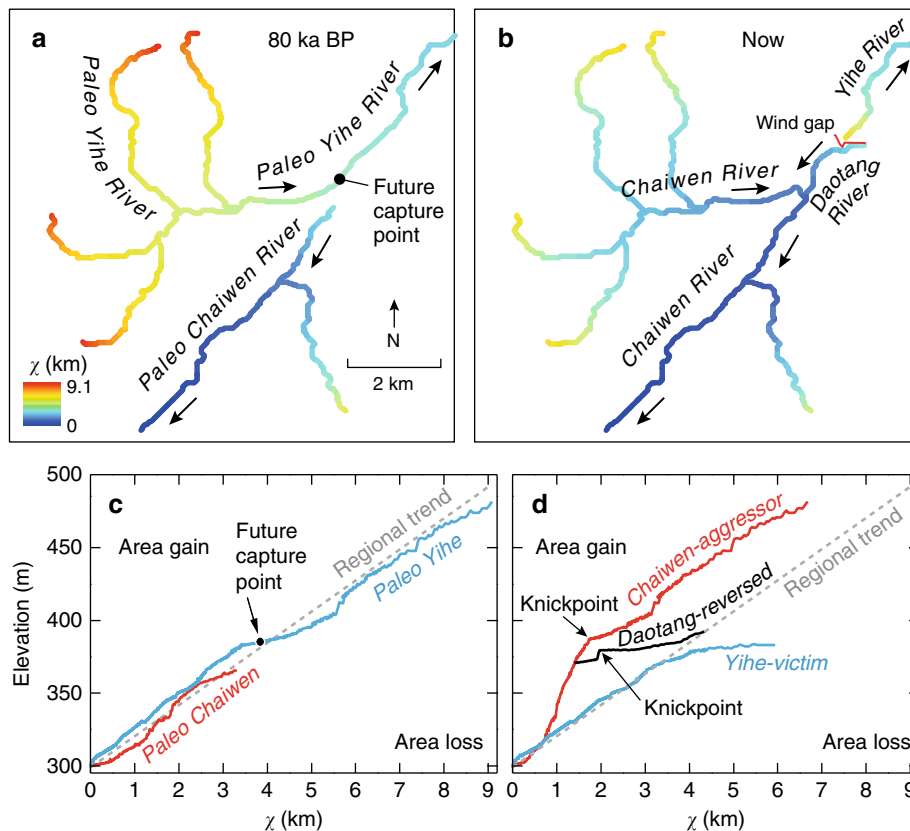 a
80 ka BP
Paleo Yihe River
Paleo Yihe River
Future
capture
point
Paleo Chaiwen River
N
2 km
χ (km)
9.1
0
b
Now
Yihe River
Wind gap
Chaiwen River
Daotang
River
Chaiwen River
c
500
450
400
350
300
Elevation (m)
Area gain
Future
capture
point
Regional trend
Paleo Yihe
Paleo Chaiwen
Area loss
0 1 2 3 4 5 6 7 8 9
χ (km)
d
Area gain
Chaiwen-aggressor
Knickpoint
Daotang-reversed
Regional trend
Yihe-victim
Knickpoint
Area loss
0 1 2 3 4 5 6 7 8 9
χ (km)